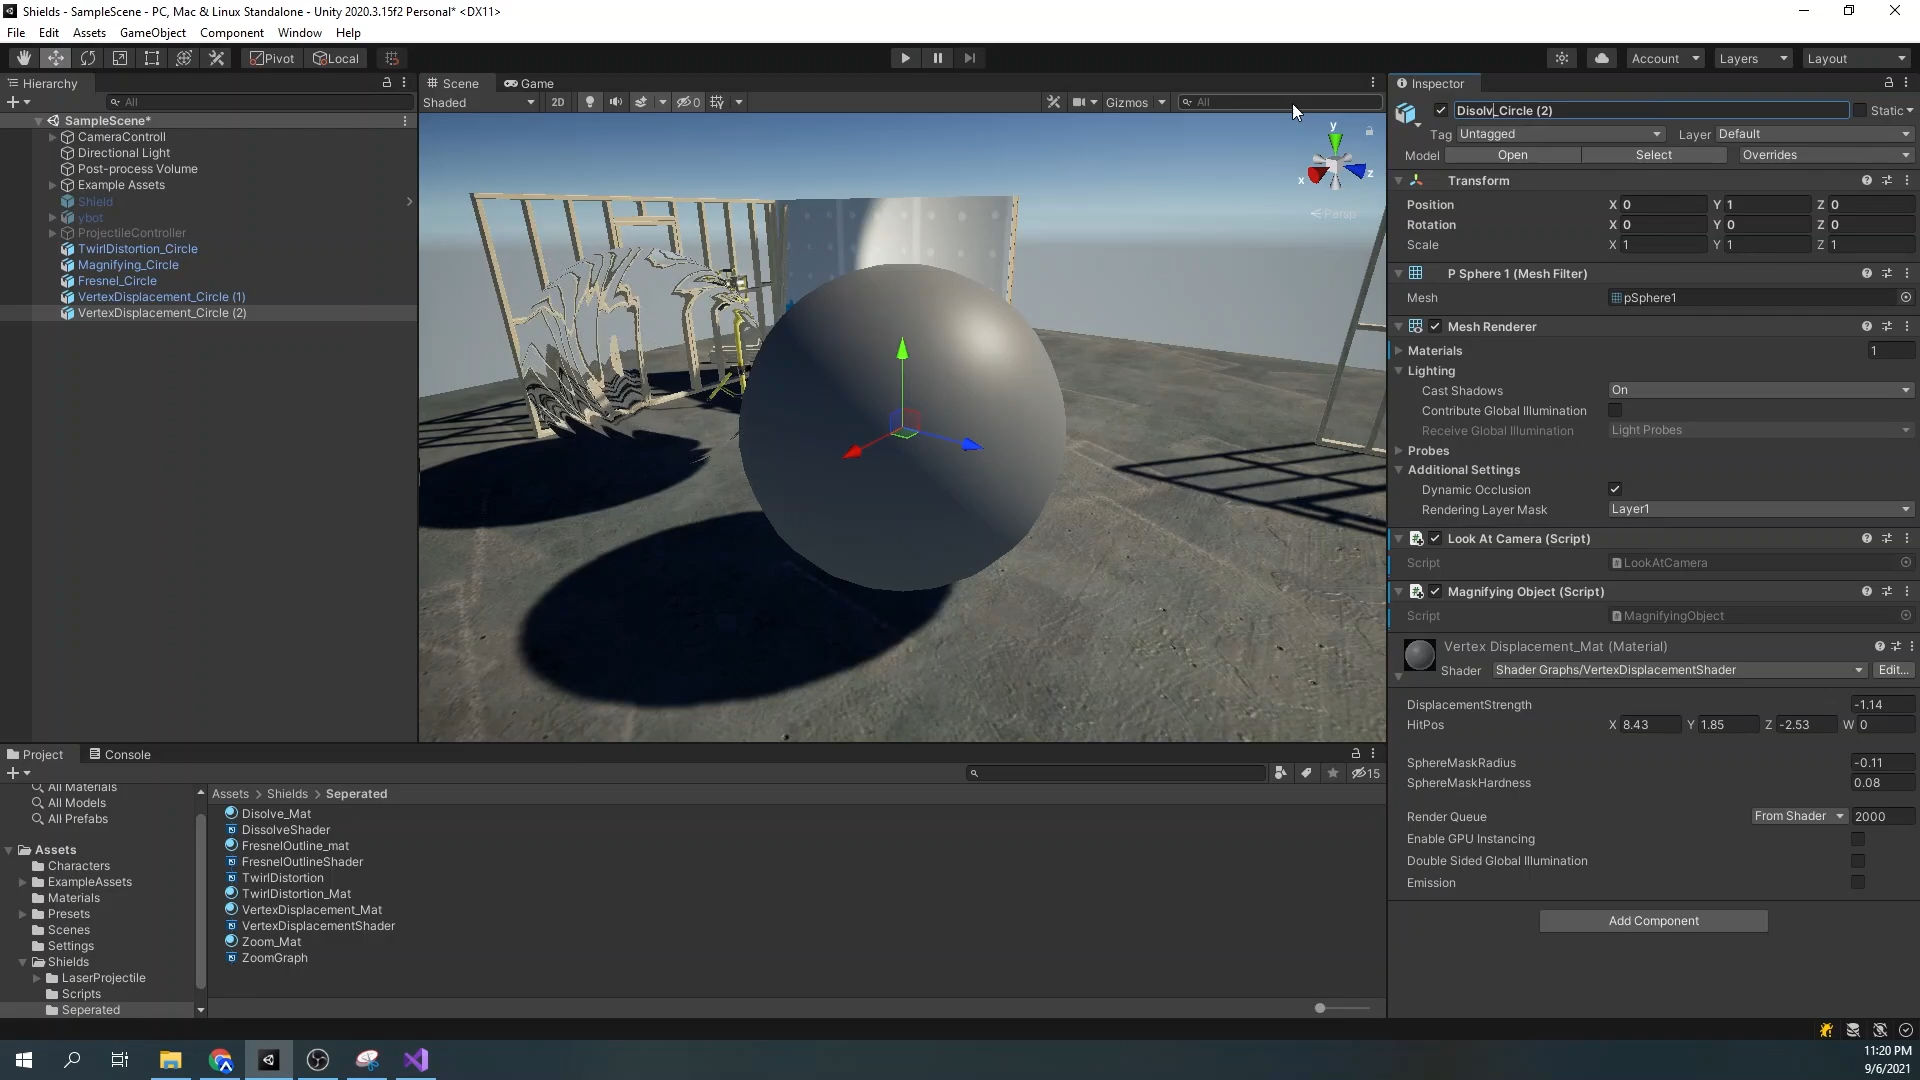 Shields - SampleScene - PC, Mac & Linux Standalone - Unity 2020.3.15f2 Personal* <DX11>
File Edit Assets GameObject Component Window Help
Pivot Local Account Layers Layout
Hierarchy
All
SampleScene*
CameraControll
Directional Light
Post-process Volume
Example Assets
Shield
ybot
ProjectileController
TwirlDistortion_Circle
Magnifying_Circle
Fresnel_Circle
VertexDisplacement_Circle (1)
VertexDisplacement_Circle (2)
Scene Game
Shaded 2D 0 Gizmos All
y
x z
Persp
Inspector
Disolv_Circle (2) Static
Tag Untagged Layer Default
Model Open Select Overrides
Transform
Position X 0 Y 1 Z 0
Rotation X 0 Y 0 Z 0
Scale X 1 Y 1 Z 1
P Sphere 1 (Mesh Filter)
Mesh pSphere1
Mesh Renderer
Materials 1
Lighting
Cast Shadows On
Contribute Global Illumination
Receive Global Illumination Light Probes
Probes
Additional Settings
Dynamic Occlusion
Rendering Layer Mask Layer1
Look At Camera (Script)
Script LookAtCamera
Magnifying Object (Script)
Script MagnifyingObject
Vertex Displacement_Mat (Material)
Shader Shader Graphs/VertexDisplacementShader Edit...
DisplacementStrength -1.14
HitPos X 8.43 Y 1.85 Z -2.53 W 0
SphereMaskRadius -0.11
SphereMaskHardness 0.08
Render Queue From Shader 2000
Enable GPU Instancing
Double Sided Global Illumination
Emission
Add Component
Project Console
15
All Materials
All Models
All Prefabs
Assets
Characters
ExampleAssets
Materials
Presets
Scenes
Settings
Shields
LaserProjectile
Scripts
Seperated
Assets > Shields > Seperated
Disolve_Mat
DissolveShader
FresnelOutline_mat
FresnelOutlineShader
TwirlDistortion
TwirlDistortion_Mat
VertexDisplacement_Mat
VertexDisplacementShader
Zoom_Mat
ZoomGraph
11:20 PM
9/6/2021